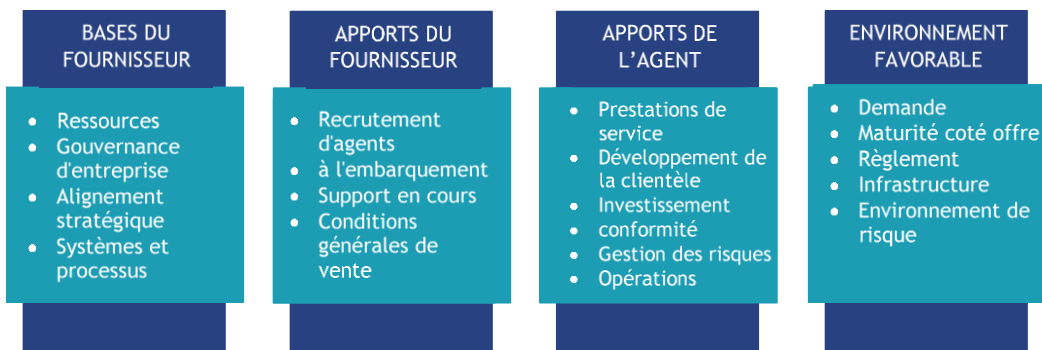 BASES DU
FOURNISSEUR
• Ressources
• Gouvernance
d'entreprise
• Alignement
stratégique
• Systèmes et
processus
APPORTS DU
FOURNISSEUR
• Recrutement
d'agents
• à l'embarquement
• Support en cours
• Conditions
générales de
vente
APPORTS DE
L’AGENT
• Prestations de
service
• Développement de
la clientèle
• Investissement
• conformité
• Gestion des risques
• Opérations
ENVIRONNEMENT
FAVORABLE
• Demande
• Maturité coté offre
• Règlement
• Infrastructure
• Environnement de
risque